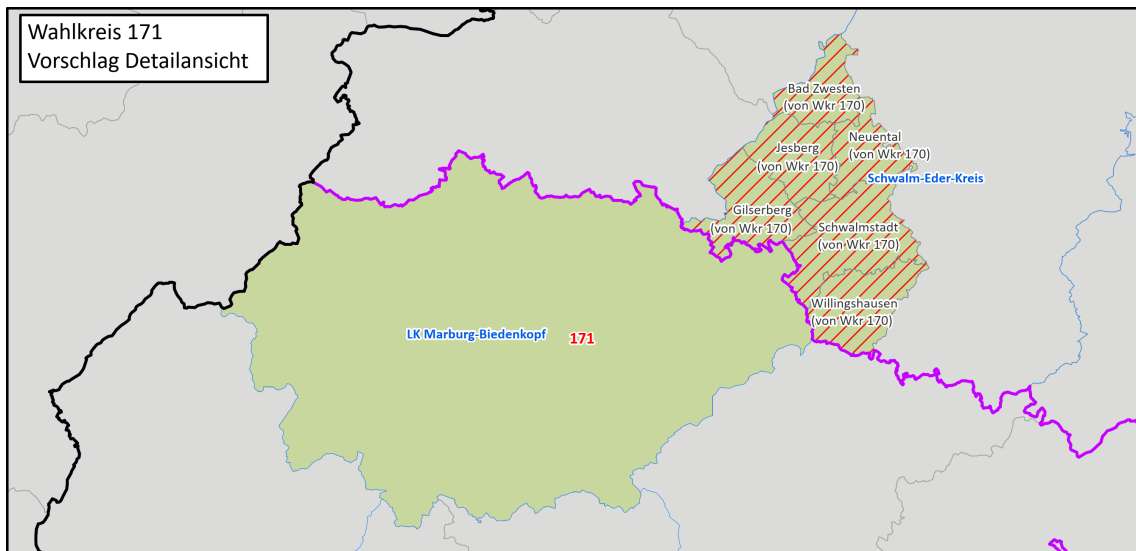 Wahlkreis 171
Vorschlag Detailansicht
Bad Zwesten
(von Wkr 170)
Neuental
(von Wkr 170)
Jesberg
(von Wkr 170)
Schwalm-Eder-Kreis
Gilserberg
(von Wkr 170)
Schwalmstadt
(von Wkr 170)
Willingshausen
(von Wkr 170)
LK Marburg-Biedenkopf
171